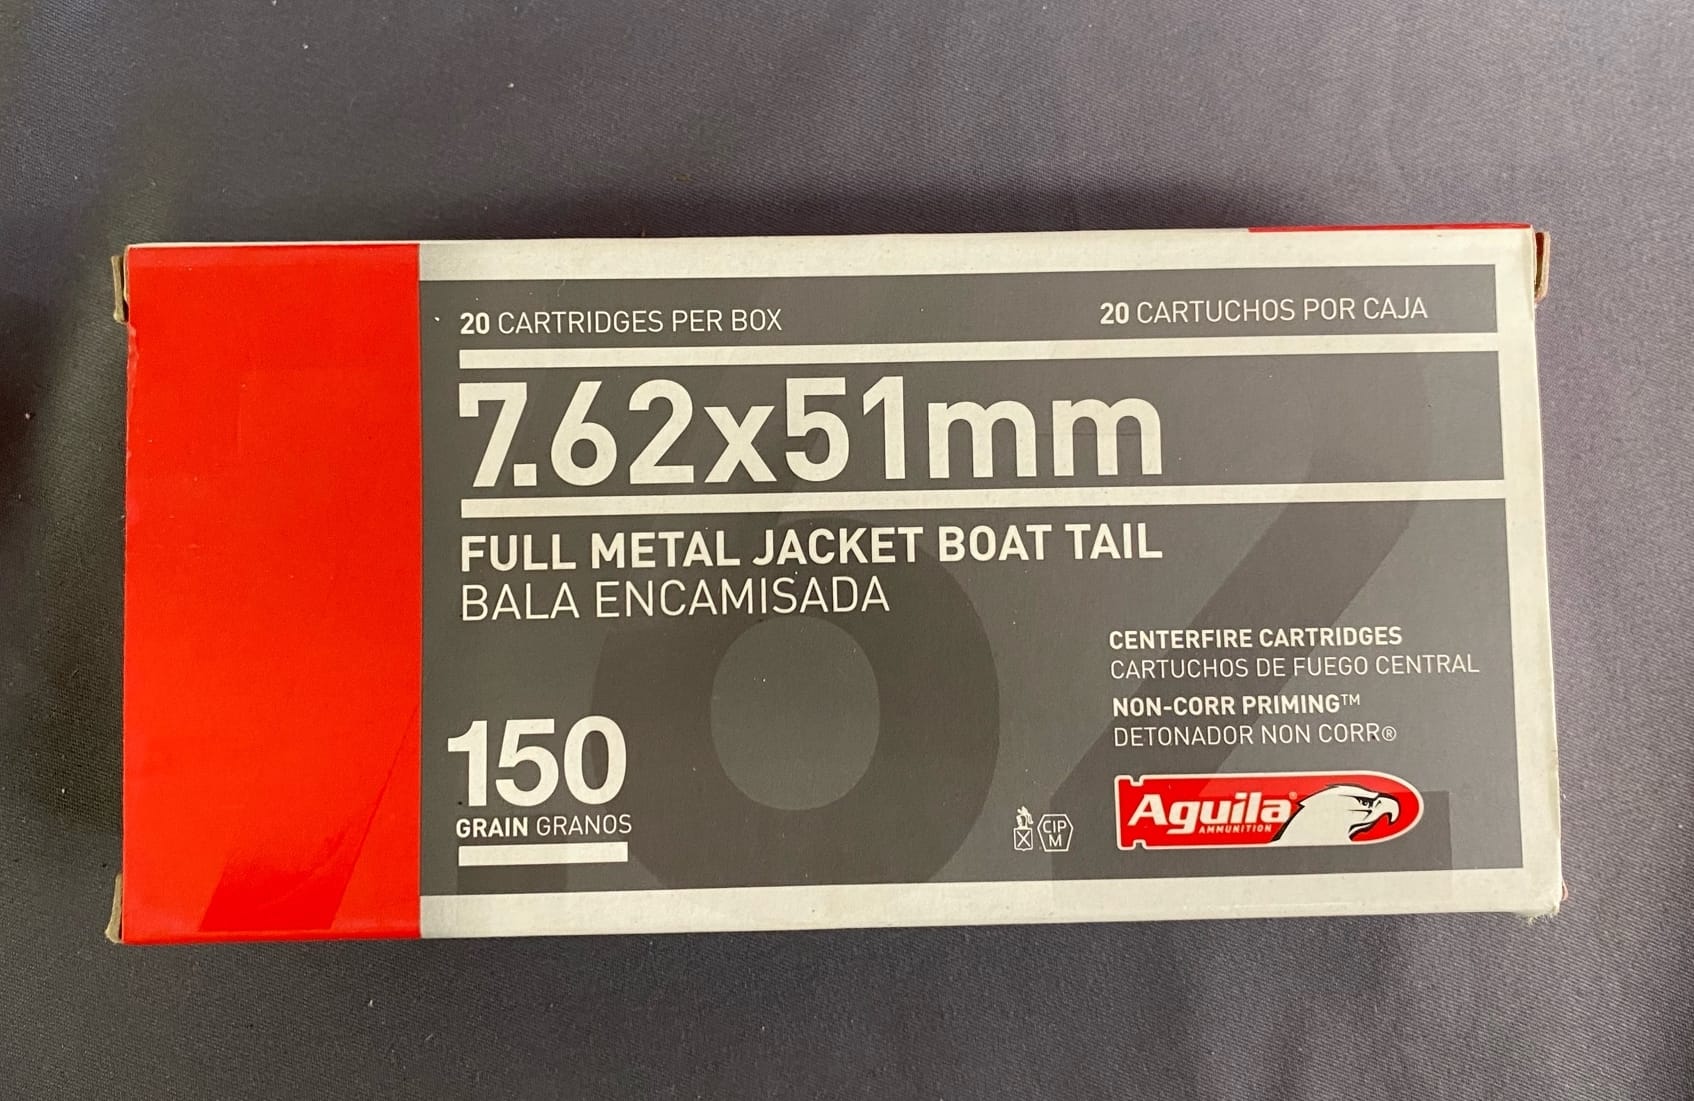 20 CARTRIDGES PER BOX
20 CARTUCHOS POR CAJA
7.62x51mm
FULL METAL JACKET BOAT TAIL
BALA ENCAMISADA
CENTERFIRE CARTRIDGES
CARTUCHOS DE FUEGO CENTRAL
NON-CORR PRIMING™
DETONADOR NON CORR®
150
GRAIN GRANOS
CIP
M
Aguila®
AMMUNITION